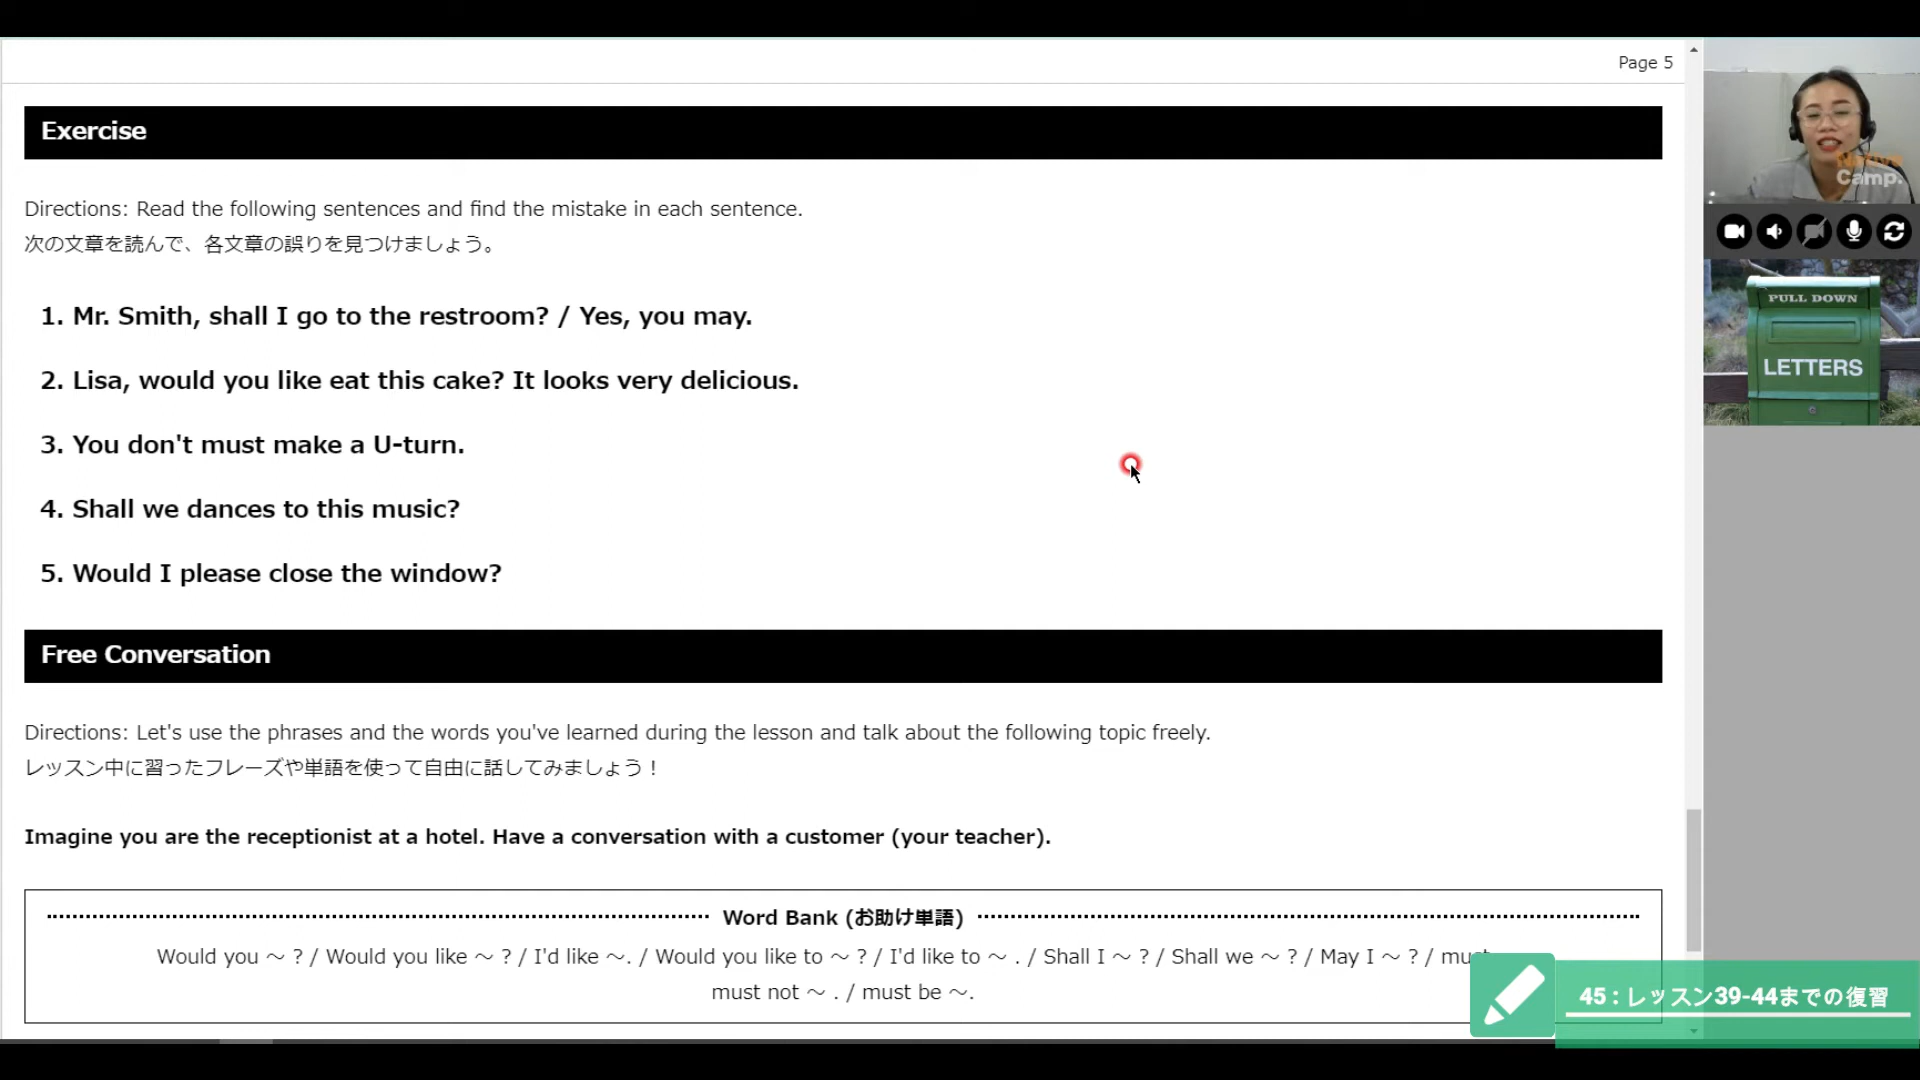 Page 5
Exercise
Directions: Read the following sentences and find the mistake in each sentence.
次の文章を読んで、各文章の誤りを見つけましょう。
1. Mr. Smith, shall I go to the restroom? / Yes, you may.
2. Lisa, would you like eat this cake? It looks very delicious.
3. You don't must make a U-turn.
4. Shall we dances to this music?
5. Would I please close the window?
Free Conversation
Directions: Let's use the phrases and the words you've learned during the lesson and talk about the following topic freely.
レッスン中に習ったフレーズや単語を使って自由に話してみましょう！
Imagine you are the receptionist at a hotel. Have a conversation with a customer (your teacher).
Word Bank (お助け単語)
Would you ～ ? / Would you like ～ ? / I'd like ～. / Would you like to ～ ? / I'd like to ～ . / Shall I ～ ? / Shall we ～ ? / May I ～ ? / must
must not ～ . / must be ～.
45 : レッスン39-44までの復習
Native
Camp.
PULL DOWN
LETTERS